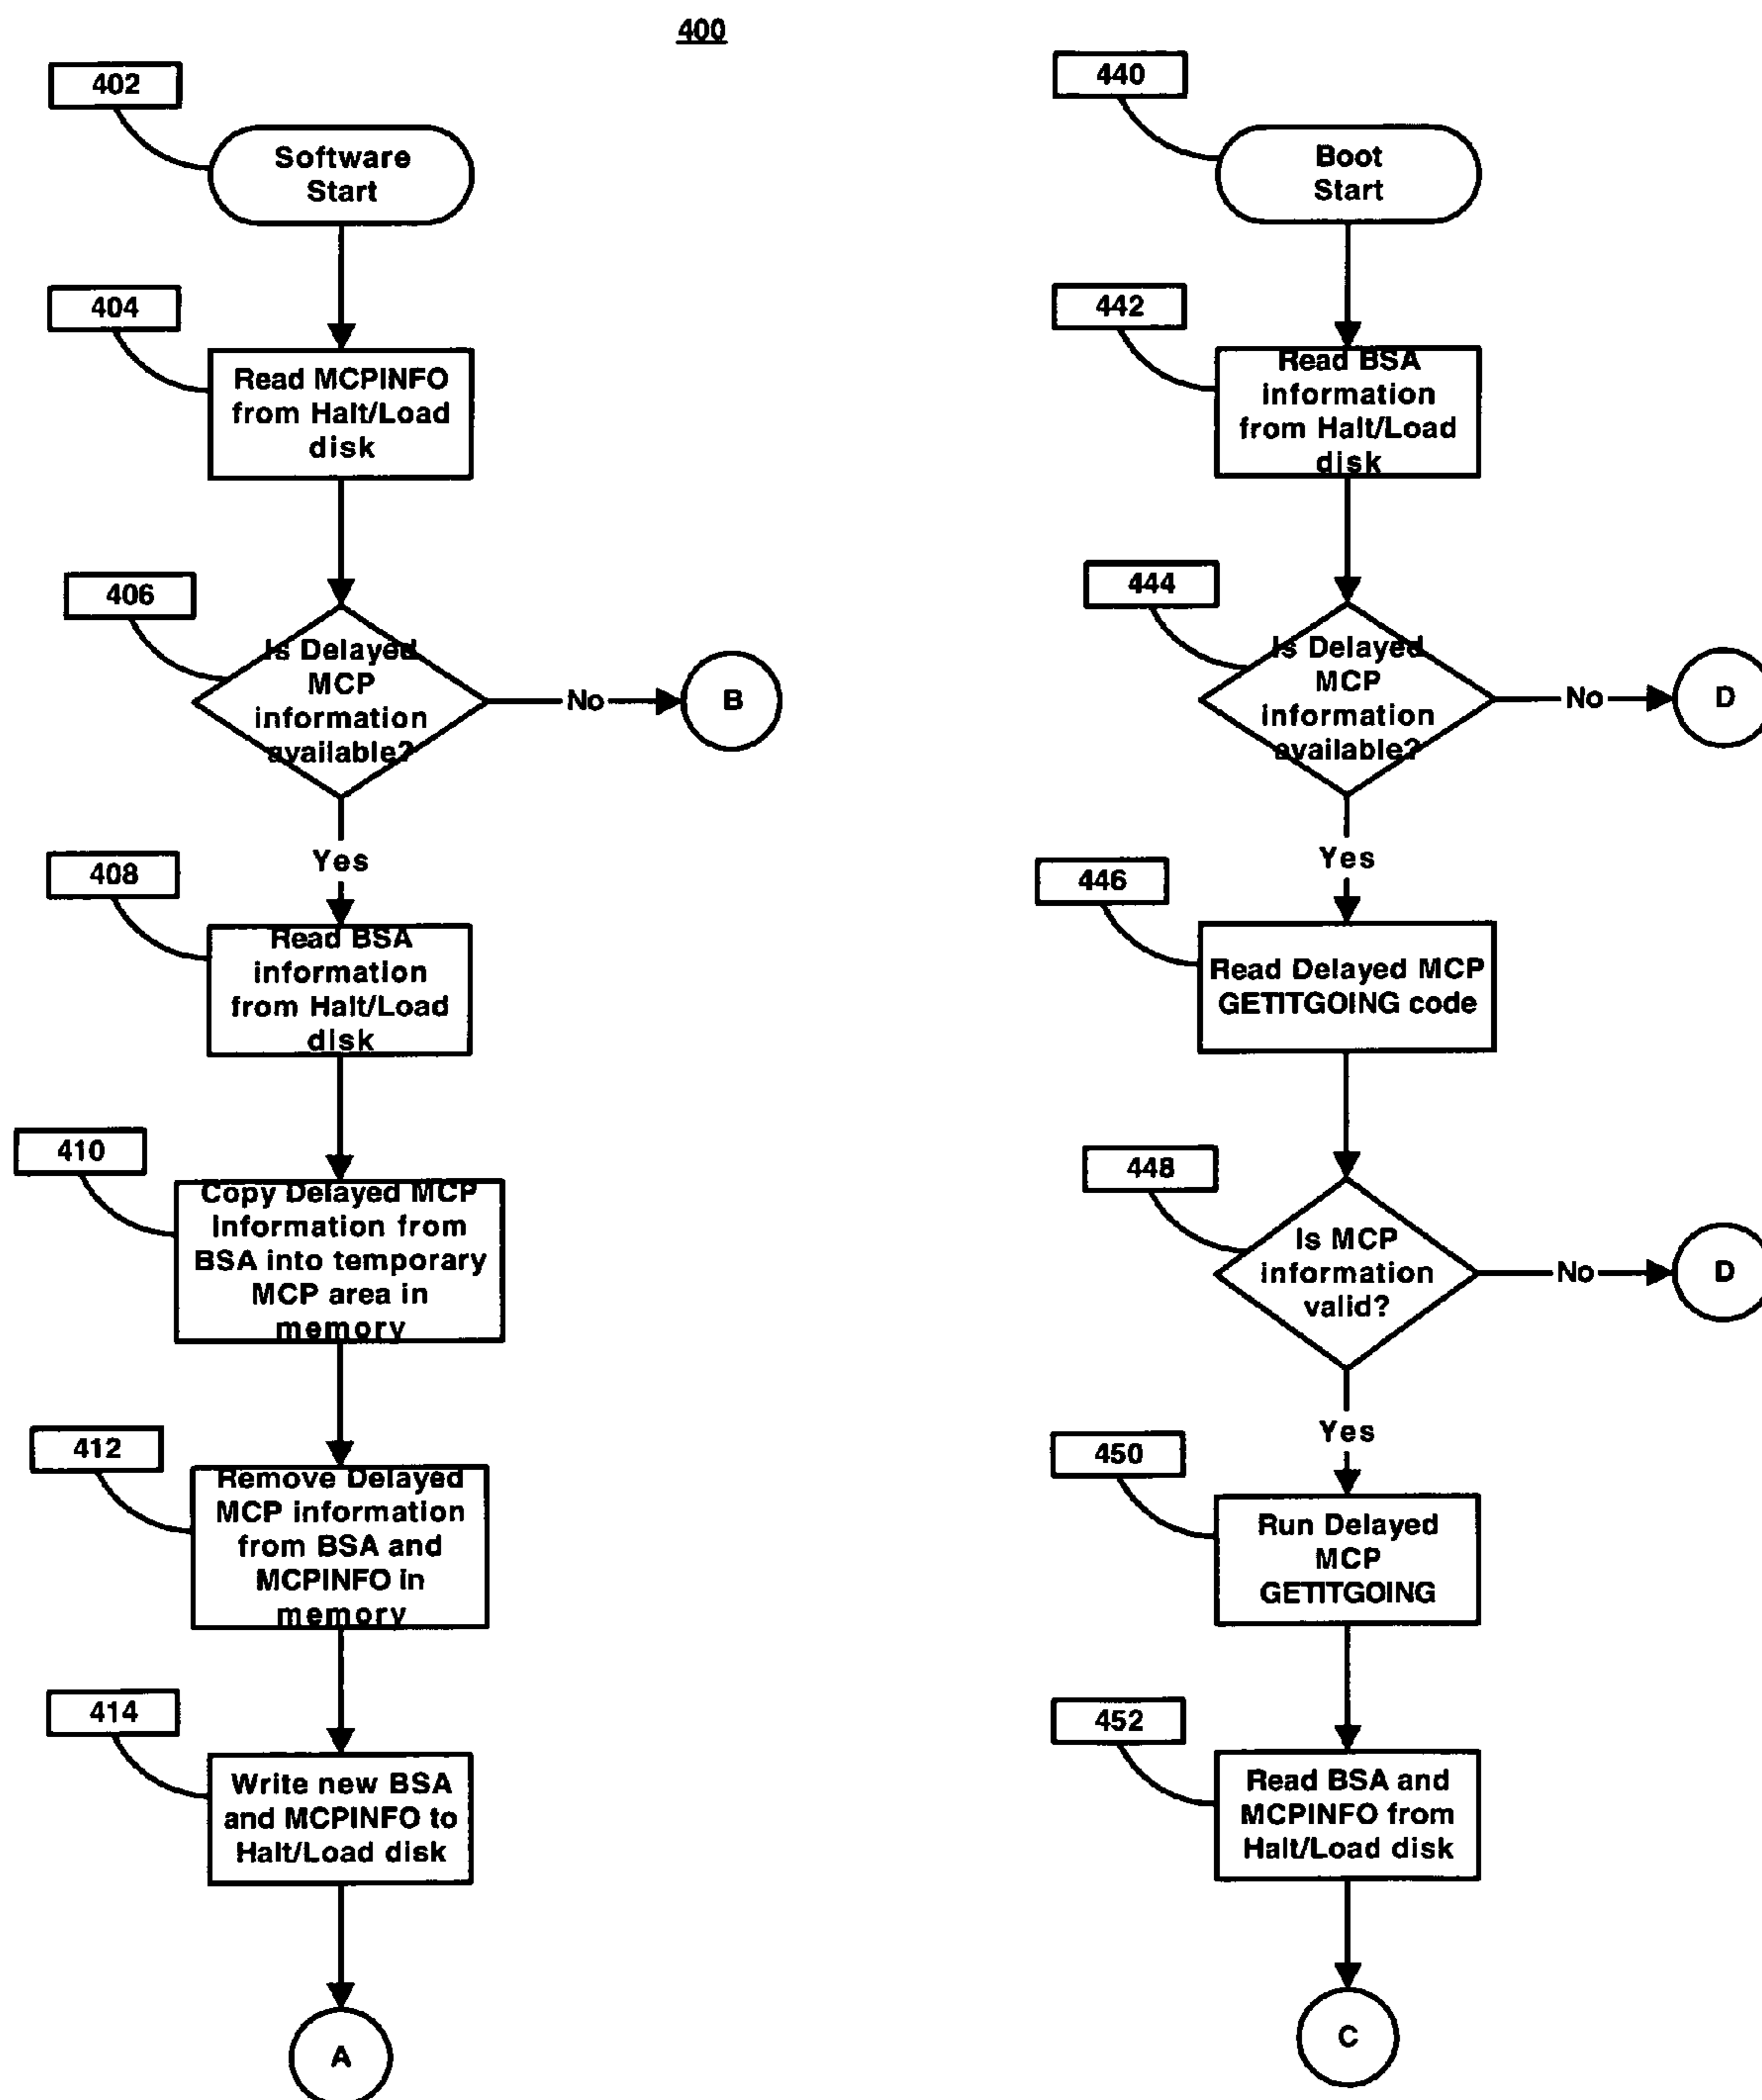 400
402
Software
Start
404
Read MCPINFO
from Halt/Load
disk
406
Is Delayed
MCP
information
available?
No
B
Yes
408
Read BSA
information
from Halt/Load
disk
410
Copy Delayed MCP
information from
BSA into temporary
MCP area in
memory
412
Remove Delayed
MCP information
from BSA and
MCPINFO in
memory
414
Write new BSA
and MCPINFO to
Halt/Load disk
A
440
Boot
Start
442
Read BSA
information
from Halt/Load
disk
444
Is Delayed
MCP
information
available?
No
D
Yes
446
Read Delayed MCP
GETITGOING code
448
Is MCP
information
valid?
No
D
Yes
450
Run Delayed
MCP
GETITGOING
452
Read BSA and
MCPINFO from
Halt/Load disk
C